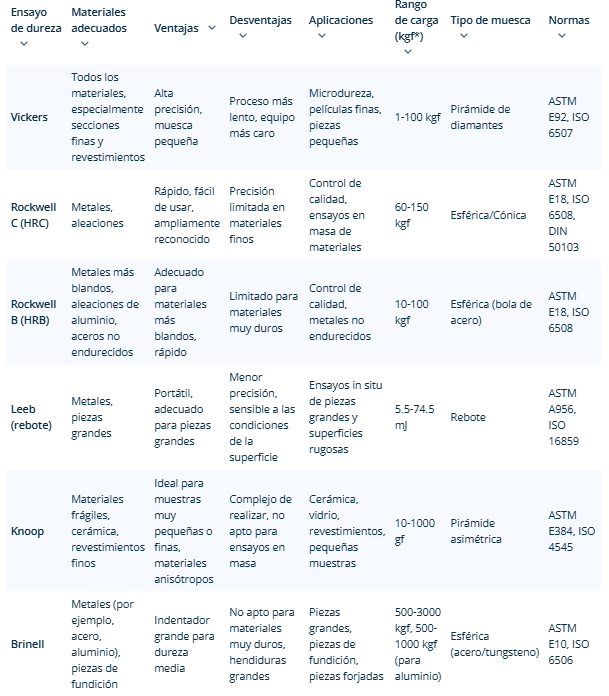 Ensayo
de dureza
Materiales
adecuados
Ventajas
Desventajas
Aplicaciones
Rango
de carga
(kgf*)
Tipo de muesca
Normas
Vickers
Todos los
materiales,
especialmente
secciones
finas y
revestimientos
Alta
precisión,
muesca
pequeña
Proceso más
lento, equipo
más caro
Microdureza,
películas finas,
piezas
pequeñas
1-100 kgf
Pirámide de
diamantes
ASTM
E92, ISO
6507
Rockwell
C (HRC)
Metales,
aleaciones
Rápido, fácil
de usar,
ampliamente
reconocido
Precisión
limitada en
materiales
finos
Control de
calidad,
ensayos en
masa de
materiales
60-150
kgf
Esférica/Cónica
ASTM
E18, ISO
6508,
DIN
50103
Rockwell
B (HRB)
Metales más
blandos,
aleaciones de
aluminio,
aceros no
endurecidos
Adecuado
para
materiales
más
blandos,
rápido
Limitado para
materiales
muy duros
Control de
calidad,
metales no
endurecidos
10-100
kgf
Esférica (bola de
acero)
ASTM
E18, ISO
6508
Leeb
(rebote)
Metales,
piezas
grandes
Portátil,
adecuado
para piezas
grandes
Menor
precisión,
sensible a las
condiciones
de la
superficie
Ensayos in situ
de piezas
grandes y
superficies
rugosas
5.5-74.5
mJ
Rebote
ASTM
A956,
ISO
16859
Knoop
Materiales
frágiles,
cerámica,
revestimientos
finos
Ideal para
muestras
muy
pequeñas o
finas,
materiales
anisótropos
Complejo de
realizar, no
apto para
ensayos en
masa
Cerámica,
vidrio,
revestimientos,
pequeñas
muestras
10-1000
gf
Pirámide
asimétrica
ASTM
E384, ISO
4545
Brinell
Metales (por
ejemplo,
acero,
aluminio),
piezas de
fundición
Indentador
grande para
dureza
media
No apto para
materiales
muy duros,
hendiduras
grandes
Piezas
grandes,
piezas de
fundición,
piezas forjadas
500-3000
kgf, 500-
1000 kgf
(para
aluminio)
Esférica
(acero/tungsteno)
ASTM
E10, ISO
6506